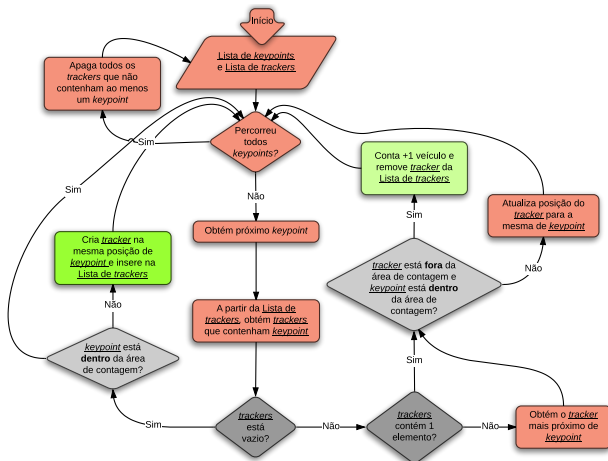 Início
Lista de keypoints
e Lista de trackers
Apaga todos os
trackers que não
contenham ao menos
um keypoint
Sim
Percorreu
todos
keypoints?
Conta +1 veículo e
remove tracker da
Lista de trackers
Sim
Não
Sim
Atualiza posição do
tracker para a
mesma de keypoint
Obtém próximo keypoint
Cria tracker na
mesma posição de
keypoint e insere na
Lista de trackers
tracker está fora da
área de contagem e
keypoint está dentro
da área de
contagem?
Não
Não
A partir da Lista de
trackers, obtém trackers
que contenham keypoint
keypoint está
dentro da área
de contagem?
Sim
trackers
está
vazio?
Sim
Não
trackers
contém 1
elemento?
Não
Obtém o tracker
mais próximo de
keypoint